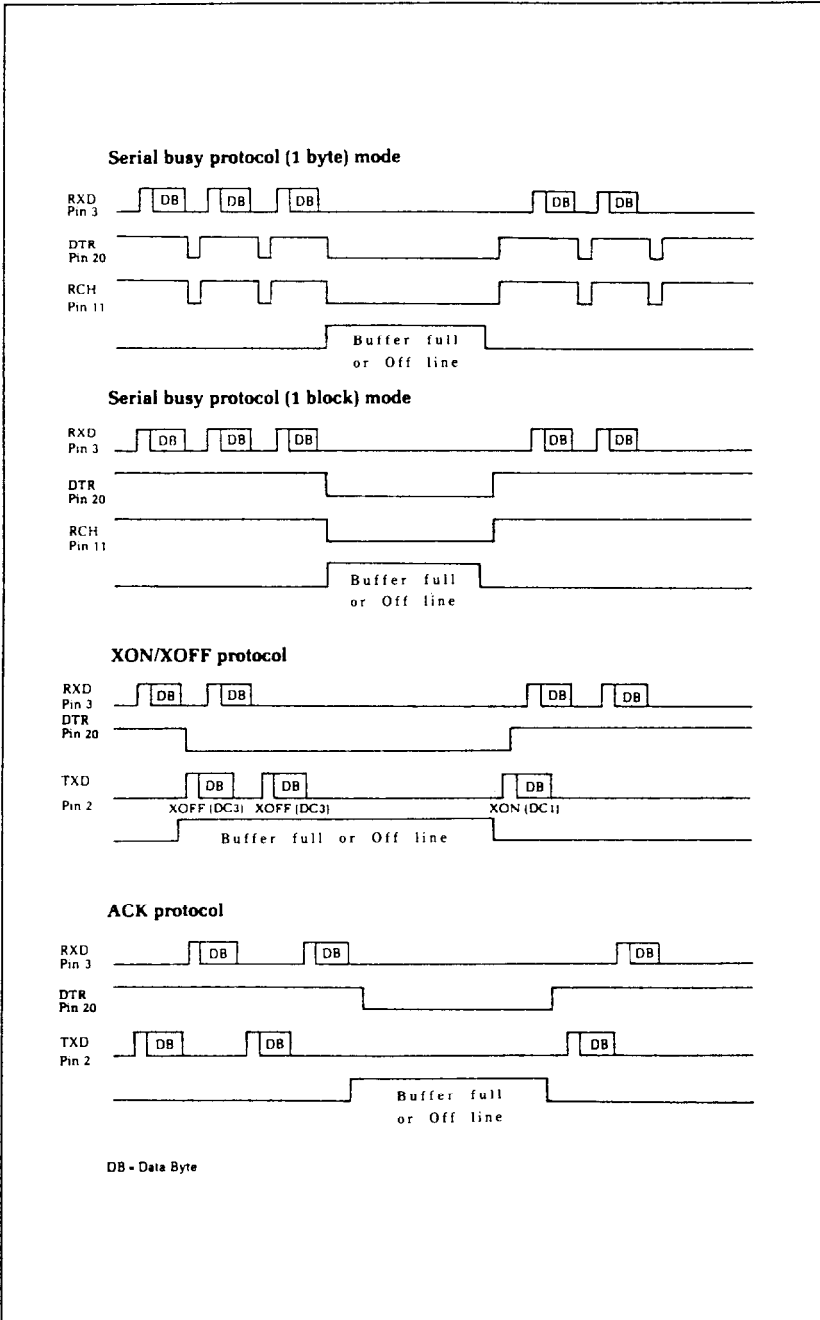 Serial busy protocol (1 byte) mode
RXD
Pin 3
DB DB DB DB DB
DTR
Pin 20
RCH
Pin 11
Buffer full
or Off line
Serial busy protocol (1 block) mode
RXD
Pin 3
DB DB DB DB DB
DTR
Pin 20
RCH
Pin 11
Buffer full
or Off line
XON/XOFF protocol
RXD
Pin 3
DB DB DB DB
DTR
Pin 20
TXD
Pin 2
DB DB DB
XOFF (DC3) XOFF (DC3) XON (DC1)
Buffer full or Off line
ACK protocol
RXD
Pin 3
DB DB DB
DTR
Pin 20
TXD
Pin 2
DB DB DB
Buffer full
or Off line
DB = Data Byte